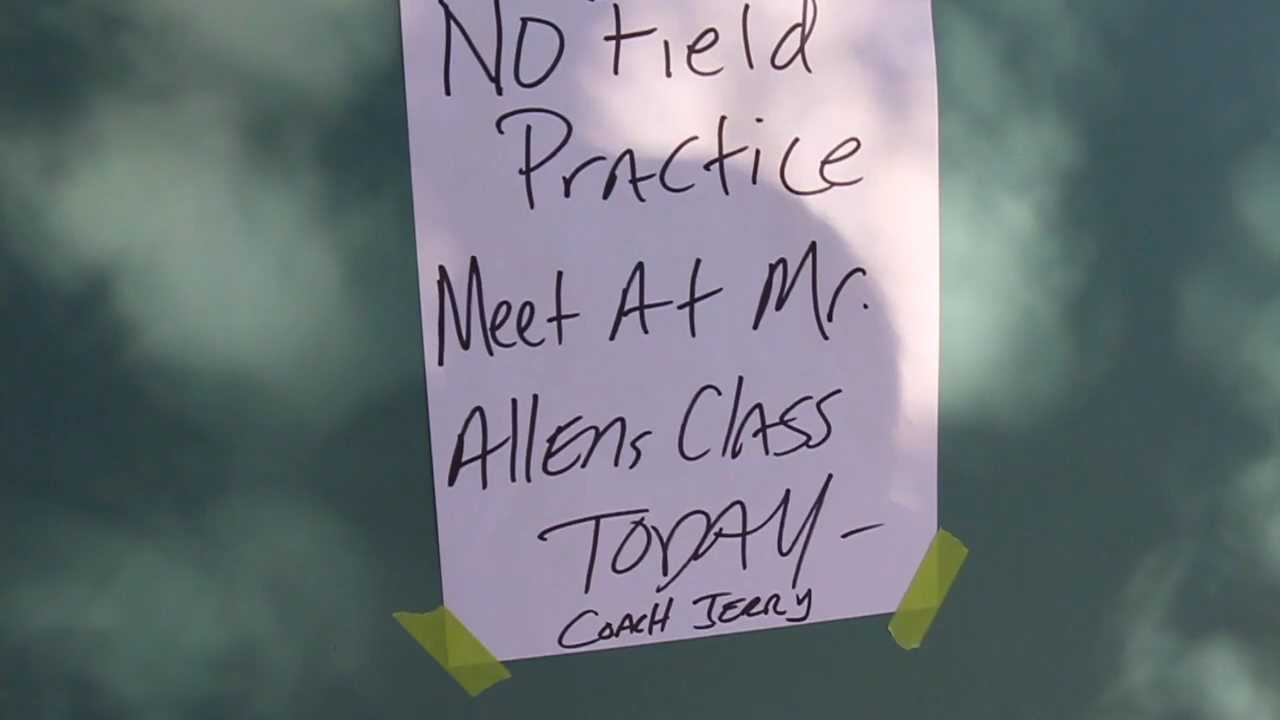 No Field
Practice
Meet At Mr.
Allens Class
TODAY -
COACH JERRY